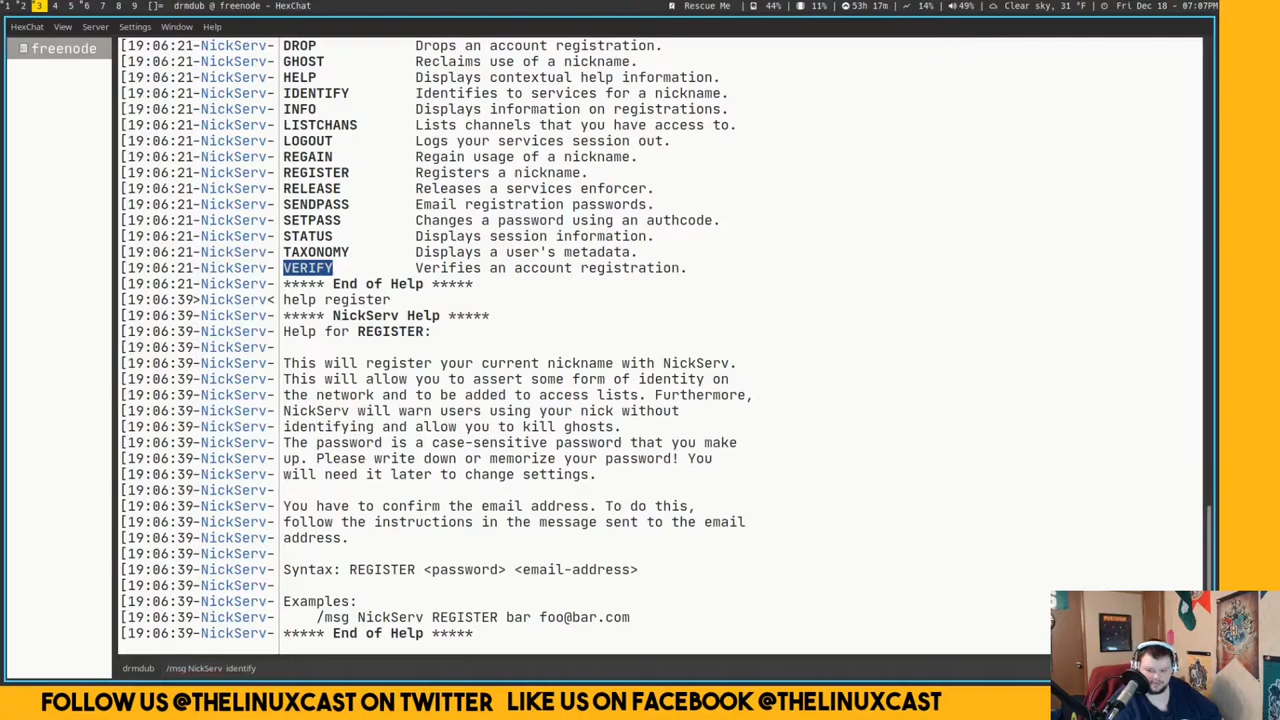 1 2 3 4 5 6 7 8 9 []= drmdub @ freenode - HexChat Rescue Me 44% 11% 53h 17m 14% 49% Clear sky, 31 °F Fri Dec 18 - 07:07PM
HexChat View Server Settings Window Help
freenode
[19:06:21-NickServ- DROP Drops an account registration.
[19:06:21-NickServ- GHOST Reclaims use of a nickname.
[19:06:21-NickServ- HELP Displays contextual help information.
[19:06:21-NickServ- IDENTIFY Identifies to services for a nickname.
[19:06:21-NickServ- INFO Displays information on registrations.
[19:06:21-NickServ- LISTCHANS Lists channels that you have access to.
[19:06:21-NickServ- LOGOUT Logs your services session out.
[19:06:21-NickServ- REGAIN Regain usage of a nickname.
[19:06:21-NickServ- REGISTER Registers a nickname.
[19:06:21-NickServ- RELEASE Releases a services enforcer.
[19:06:21-NickServ- SENDPASS Email registration passwords.
[19:06:21-NickServ- SETPASS Changes a password using an authcode.
[19:06:21-NickServ- STATUS Displays session information.
[19:06:21-NickServ- TAXONOMY Displays a user's metadata.
[19:06:21-NickServ- VERIFY Verifies an account registration.
[19:06:21-NickServ- ***** End of Help *****
[19:06:39>NickServ< help register
[19:06:39-NickServ- ***** NickServ Help *****
[19:06:39-NickServ- Help for REGISTER:
[19:06:39-NickServ-
[19:06:39-NickServ- This will register your current nickname with NickServ.
[19:06:39-NickServ- This will allow you to assert some form of identity on
[19:06:39-NickServ- the network and to be added to access lists. Furthermore,
[19:06:39-NickServ- NickServ will warn users using your nick without
[19:06:39-NickServ- identifying and allow you to kill ghosts.
[19:06:39-NickServ- The password is a case-sensitive password that you make
[19:06:39-NickServ- up. Please write down or memorize your password! You
[19:06:39-NickServ- will need it later to change settings.
[19:06:39-NickServ-
[19:06:39-NickServ- You have to confirm the email address. To do this,
[19:06:39-NickServ- follow the instructions in the message sent to the email
[19:06:39-NickServ- address.
[19:06:39-NickServ-
[19:06:39-NickServ- Syntax: REGISTER <password> <email-address>
[19:06:39-NickServ-
[19:06:39-NickServ- Examples:
[19:06:39-NickServ- /msg NickServ REGISTER bar foo@bar.com
[19:06:39-NickServ- ***** End of Help *****
drmdub /msg NickServ identify
FOLLOW US @THELINUXCAST ON TWITTER LIKE US ON FACEBOOK @THELINUXCAST